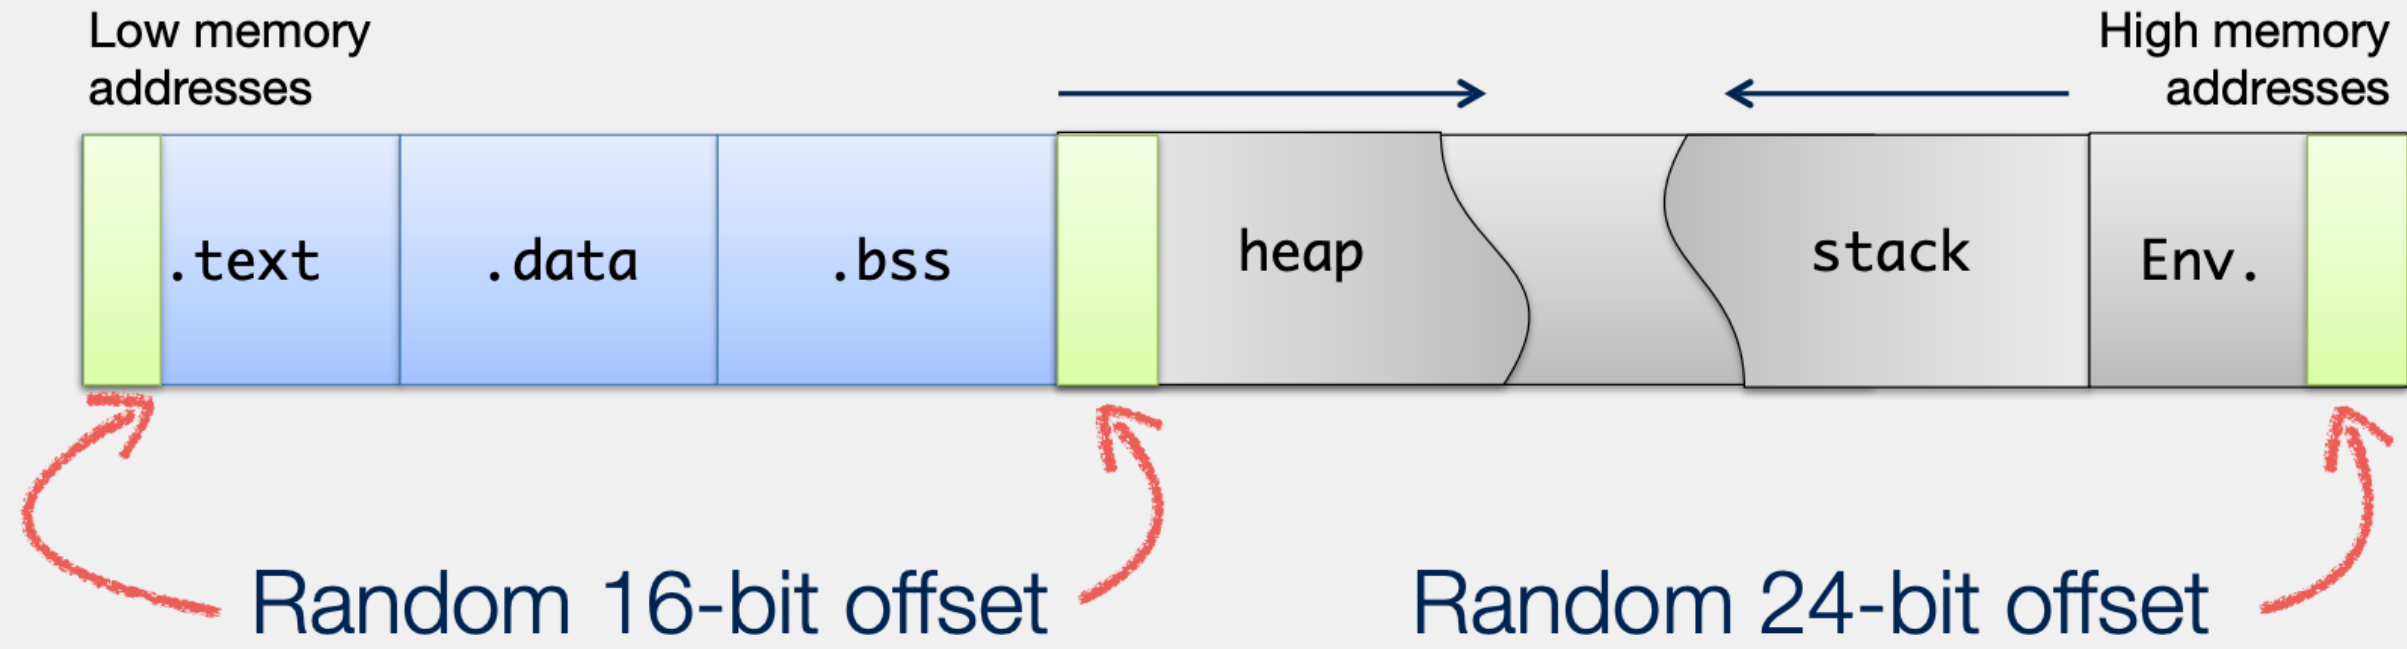 Low memory
addresses
High memory
addresses
.text
.data
.bss
heap
stack
Env.
Random 16-bit offset
Random 24-bit offset